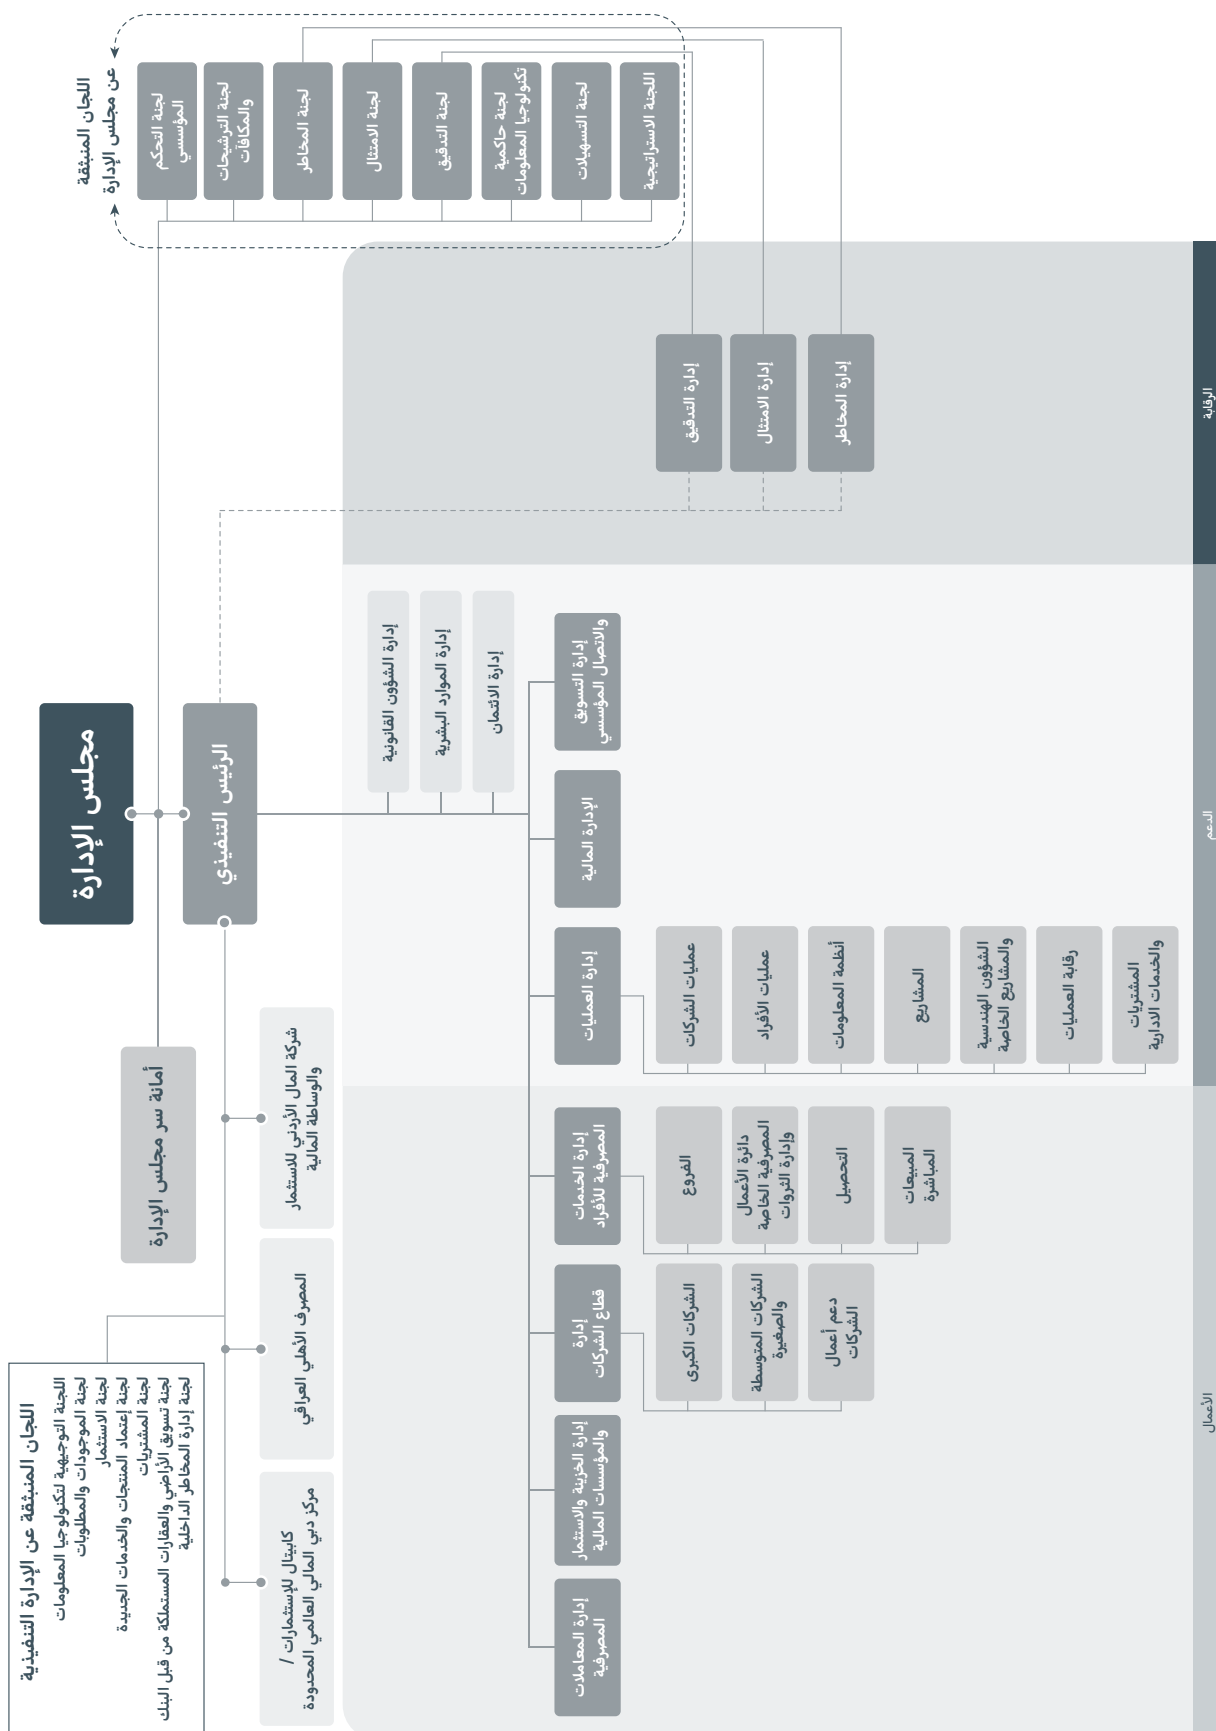 مجلس الإدارة
الرئيس التنفيذي
أمانة سر مجلس الإدارة
اللجان المنبثقة
عن مجلس الإدارة
لجنة التحكم
المؤسسي
لجنة الترشيحات
والمكافآت
لجنة المخاطر
لجنة الامتثال
لجنة التدقيق
لجنة حاكمية
تكنولوجيا المعلومات
لجنة التسهيلات
اللجنة الاستراتيجية
اللجان المنبثقة عن الإدارة التنفيذية
اللجنة التوجيهية لتكنولوجيا المعلومات
لجنة الموجودات والمطلوبات
لجنة الاستثمار
لجنة إعتماد المنتجات والخدمات الجديدة
لجنة المشتريات
لجنة تسويق الأراضي والعقارات المستملكة من قبل البنك
لجنة إدارة المخاطر الداخلية
شركة المال الأردني للاستثمار
والوساطة المالية
المصرف الأهلي العراقي
كابيتال للإستثمارات /
مركز دبي المالي العالمي المحدودة
إدارة التدقيق
إدارة الامتثال
إدارة المخاطر
إدارة الشؤون القانونية
إدارة الموارد البشرية
إدارة الائتمان
إدارة التسويق
والاتصال المؤسسي
الإدارة المالية
إدارة العمليات
إدارة الخدمات
المصرفية للأفراد
إدارة
قطاع الشركات
إدارة الخزينة والاستثمار
والمؤسسات المالية
إدارة المعاملات
المصرفية
عمليات الشركات
عمليات الأفراد
أنظمة المعلومات
المشاريع
الشؤون الهندسية
والمشاريع الخاصة
رقابة العمليات
المشتريات
والخدمات الادارية
الفروع
دائرة الأعمال
المصرفية الخاصة
وإدارة الثروات
التحصيل
المبيعات
المباشرة
الشركات الكبرى
الشركات المتوسطة
والصغيرة
دعم أعمال
الشركات
الرقابة
الدعم
الأعمال